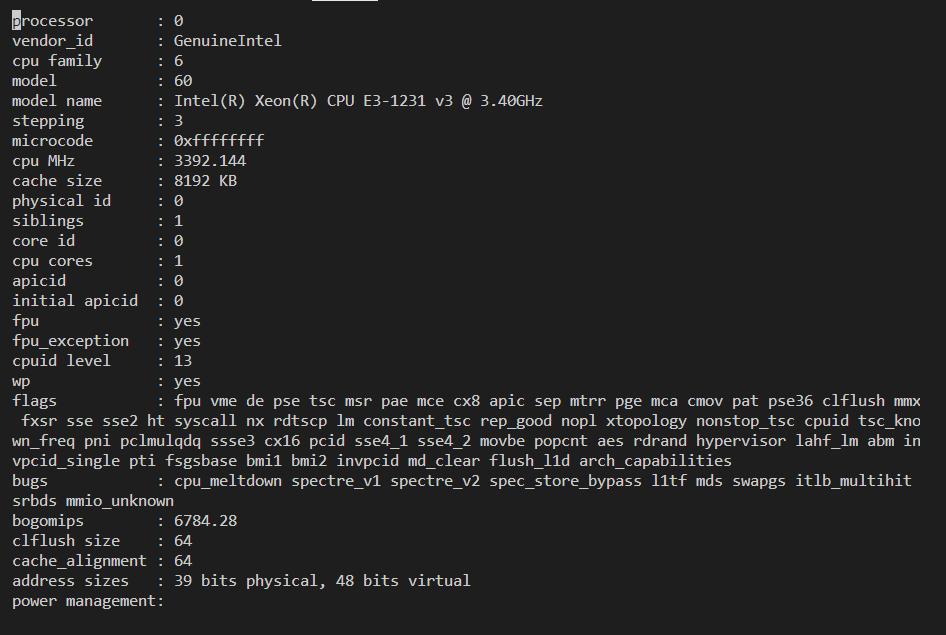 processor       : 0
vendor_id       : GenuineIntel
cpu family      : 6
model           : 60
model name      : Intel(R) Xeon(R) CPU E3-1231 v3 @ 3.40GHz
stepping        : 3
microcode       : 0xffffffff
cpu MHz         : 3392.144
cache size      : 8192 KB
physical id     : 0
siblings        : 1
core id         : 0
cpu cores       : 1
apicid          : 0
initial apicid  : 0
fpu             : yes
fpu_exception   : yes
cpuid level     : 13
wp              : yes
flags           : fpu vme de pse tsc msr pae mce cx8 apic sep mtrr pge mca cmov pat pse36 clflush mmx
 fxsr sse sse2 ht syscall nx rdtscp lm constant_tsc rep_good nopl xtopology nonstop_tsc cpuid tsc_kno
wn_freq pni pclmulqdq ssse3 cx16 pcid sse4_1 sse4_2 movbe popcnt aes rdrand hypervisor lahf_lm abm in
vpcid_single pti fsgsbase bmi1 bmi2 invpcid md_clear flush_l1d arch_capabilities
bugs            : cpu_meltdown spectre_v1 spectre_v2 spec_store_bypass l1tf mds swapgs itlb_multihit
srbds mmio_unknown
bogomips        : 6784.28
clflush size    : 64
cache_alignment : 64
address sizes   : 39 bits physical, 48 bits virtual
power management: